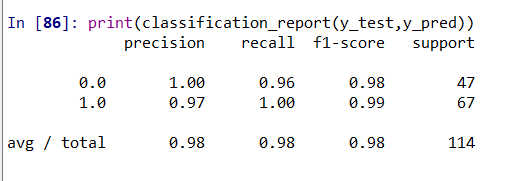 In [86]: print(classification_report(y_test,y_pred))
precision recall f1-score support
0.0 1.00 0.96 0.98 47
1.0 0.97 1.00 0.99 67
avg / total 0.98 0.98 0.98 114